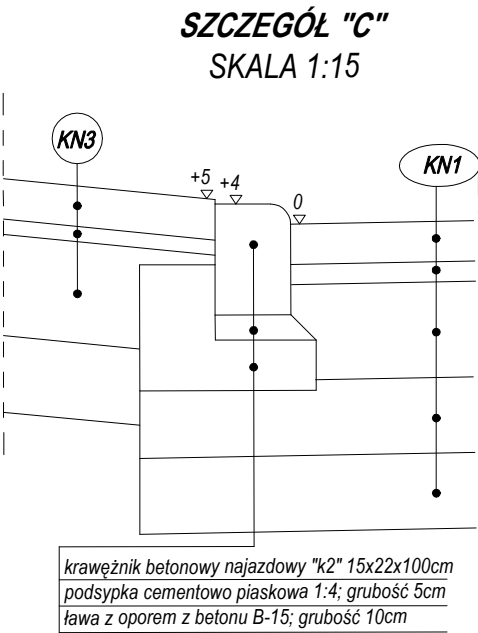 SZCZEGÓŁ "C"
SKALA 1:15
KN3
KN1
+5
+4
0
krawężnik betonowy najazdowy "k2" 15x22x100cm
podsypka cementowo piaskowa 1:4; grubość 5cm
ława z oporem z betonu B-15; grubość 10cm